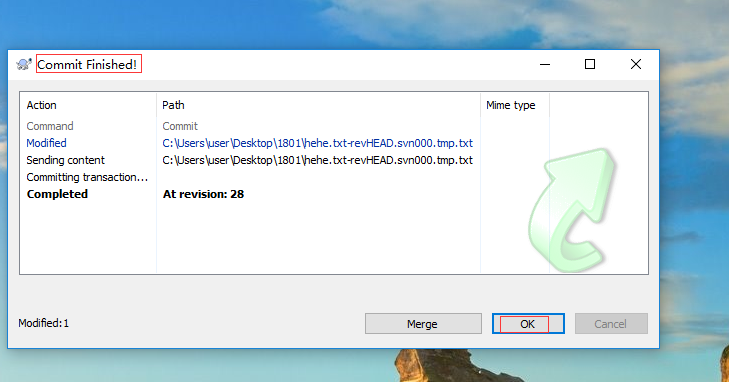 Commit Finished!
Action Path Mime type
Command Commit
Modified C:\Users\user\Desktop\1801\hehe.txt-revHEAD.svn000.tmp.txt
Sending content C:\Users\user\Desktop\1801\hehe.txt-revHEAD.svn000.tmp.txt
Committing transaction...
Completed At revision: 28
Modified:1 Merge OK Cancel